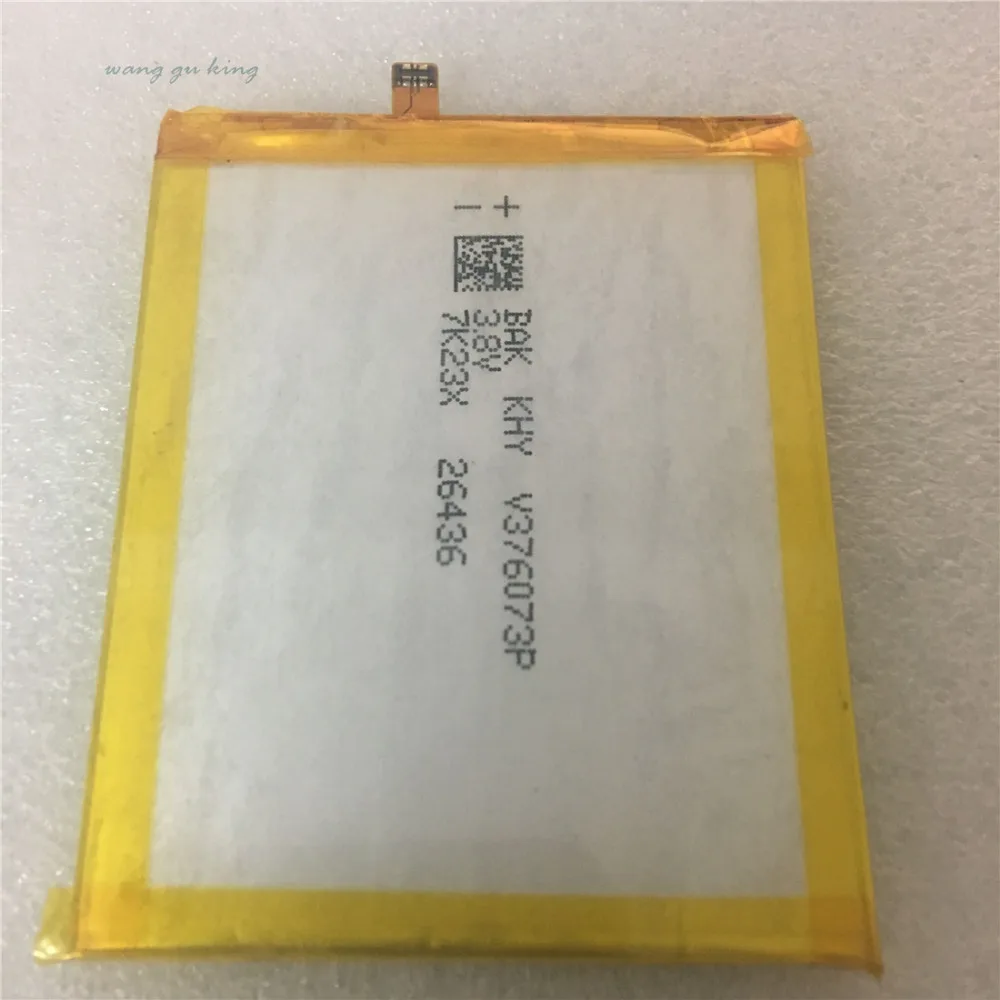 wang gu king
+ −
BAK KHY V376073P
3.8V
7K23X 26436